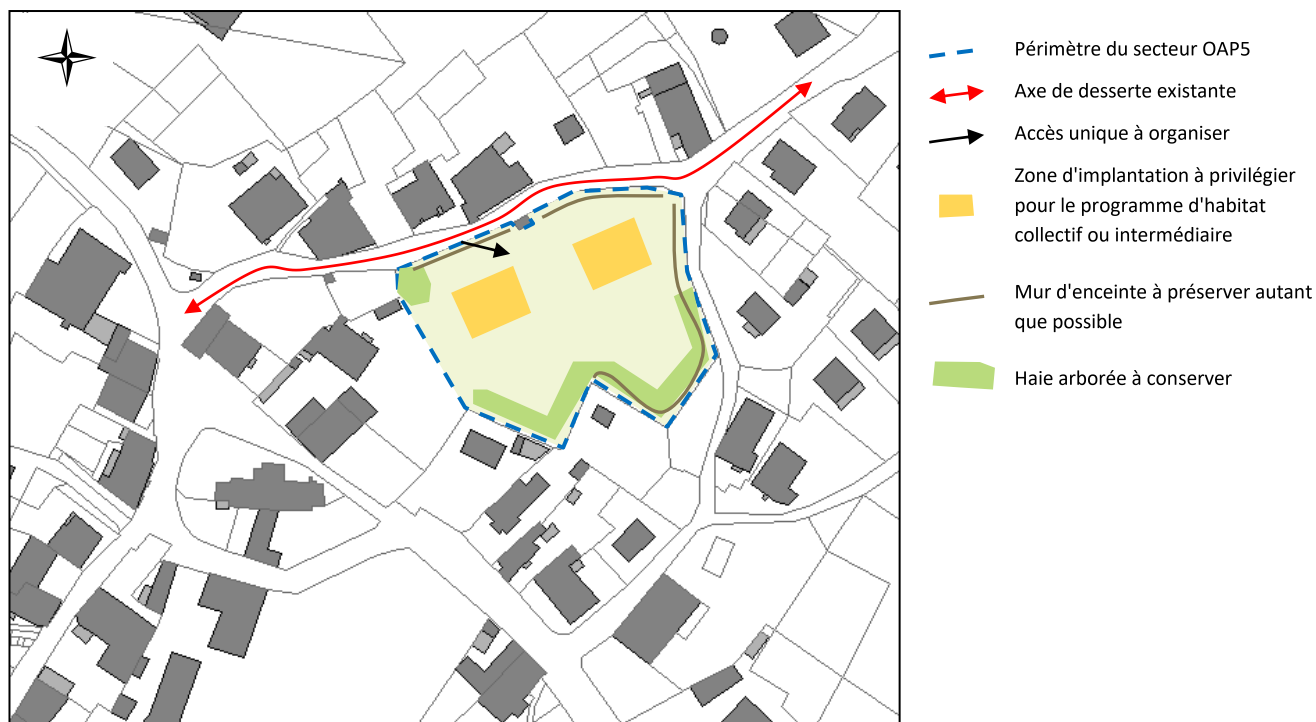 Périmètre du secteur OAP5
Axe de desserte existante
Accès unique à organiser
Zone d'implantation à privilégier
pour le programme d'habitat
collectif ou intermédiaire
Mur d'enceinte à préserver autant
que possible
Haie arborée à conserver